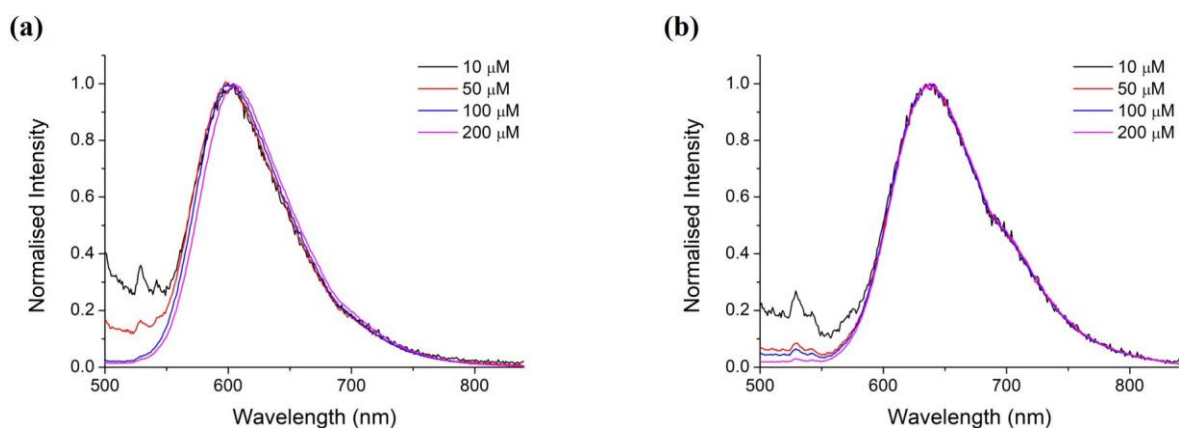 (a)
10 μM
50 μM
100 μM
200 μM
1.0
0.8
0.6
0.4
0.2
0.0
500
600
700
800
Normalised Intensity
Wavelength (nm)
(b)
10 μM
50 μM
100 μM
200 μM
1.0
0.8
0.6
0.4
0.2
0.0
500
600
700
800
Normalised Intensity
Wavelength (nm)